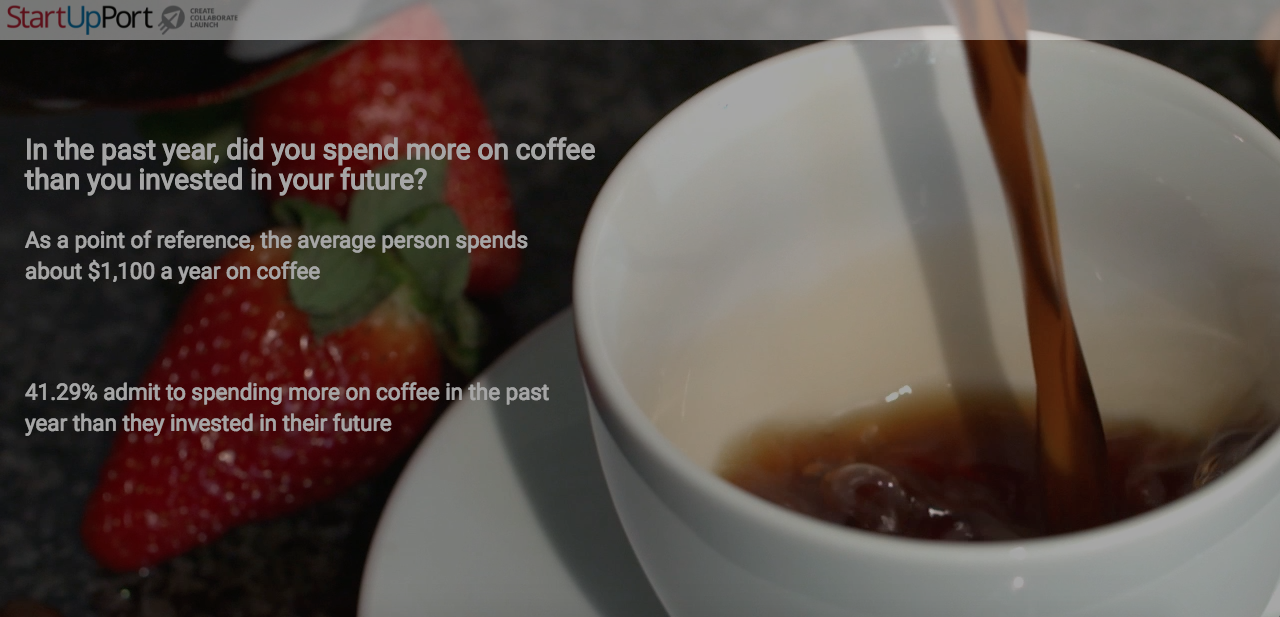 StartUpPort
CREATE
COLLABORATE
LAUNCH
In the past year, did you spend more on coffee
than you invested in your future?
As a point of reference, the average person spends
about $1,100 a year on coffee
41.29% admit to spending more on coffee in the past
year than they invested in their future